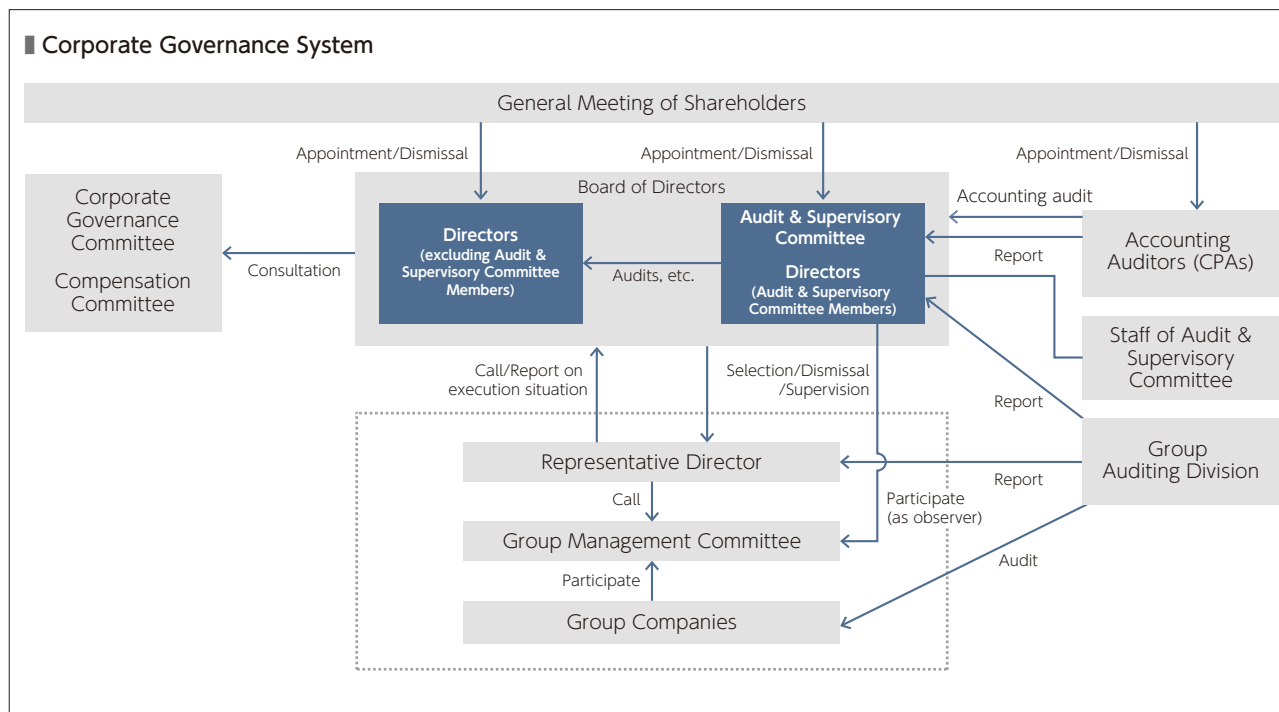 Corporate Governance System
General Meeting of Shareholders
Appointment/Dismissal
Appointment/Dismissal
Appointment/Dismissal
Corporate
Governance
Committee
Compensation
Committee
Consultation
Board of Directors
Directors
(excluding Audit &
Supervisory Committee
Members)
Audits, etc.
Audit & Supervisory
Committee
Directors
(Audit & Supervisory
Committee Members)
Accounting audit
Report
Accounting
Auditors (CPAs)
Staff of Audit &
Supervisory
Committee
Call/Report on
execution situation
Selection/Dismissal
/Supervision
Report
Group
Auditing Division
Representative Director
Report
Call
Participate
(as observer)
Group Management Committee
Participate
Audit
Group Companies